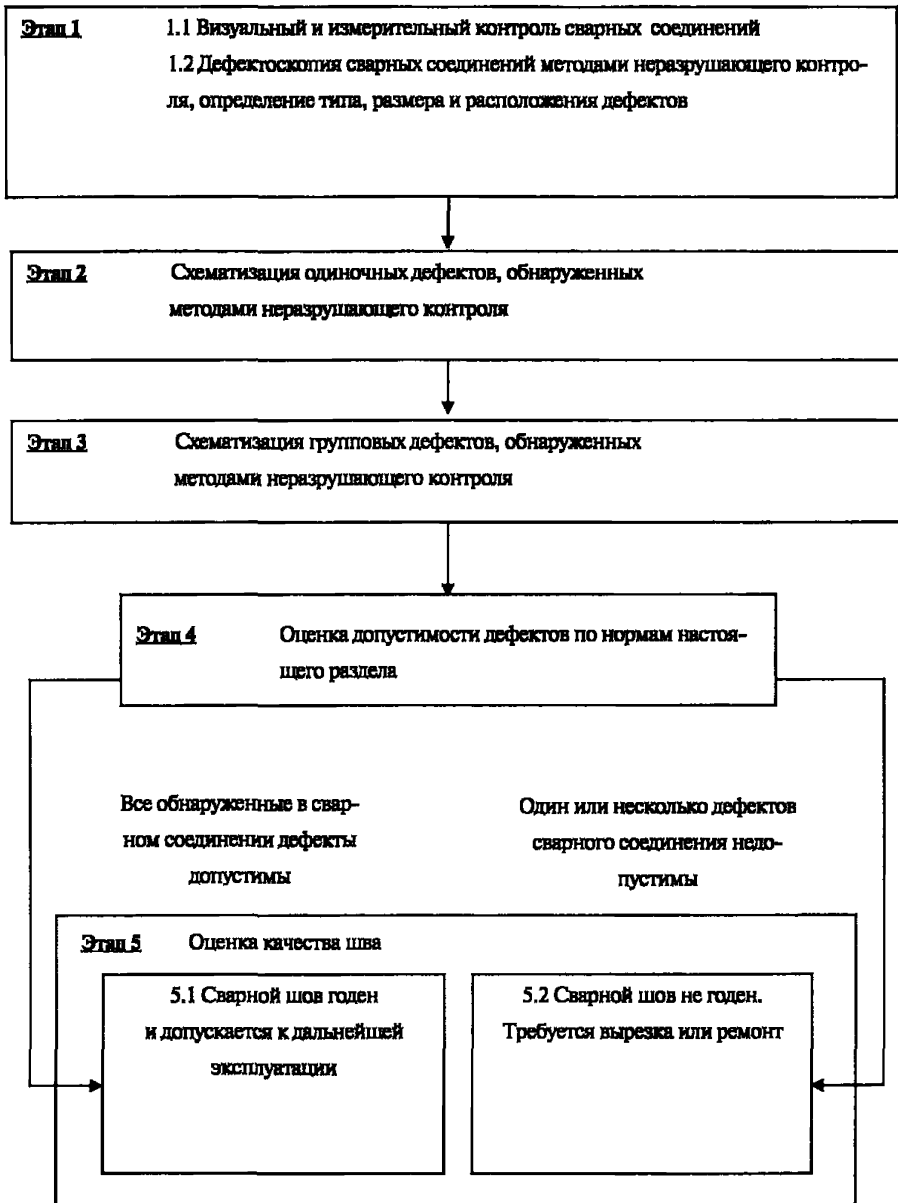 Этап 1 1.1 Визуальный и измерительный контроль сварных соединений
1.2 Дефектоскопия сварных соединений методами неразрушающего контро-
ля, определение типа, размера и расположения дефектов
Этап 2 Схематизация одиночных дефектов, обнаруженных
методами неразрушающего контроля
Этап 3 Схематизация групповых дефектов, обнаруженных
методами неразрушающего контроля
Этап 4 Оценка допустимости дефектов по нормам настоя-
щего раздела
Все обнаруженные в свар-
ном соединении дефекты
допустимы
Один или несколько дефектов
сварного соединения недо-
пустимы
Этап 5 Оценка качества шва
5.1 Сварной шов годен
и допускается к дальнейшей
эксплуатации
5.2 Сварной шов не годен.
Требуется вырезка или ремонт